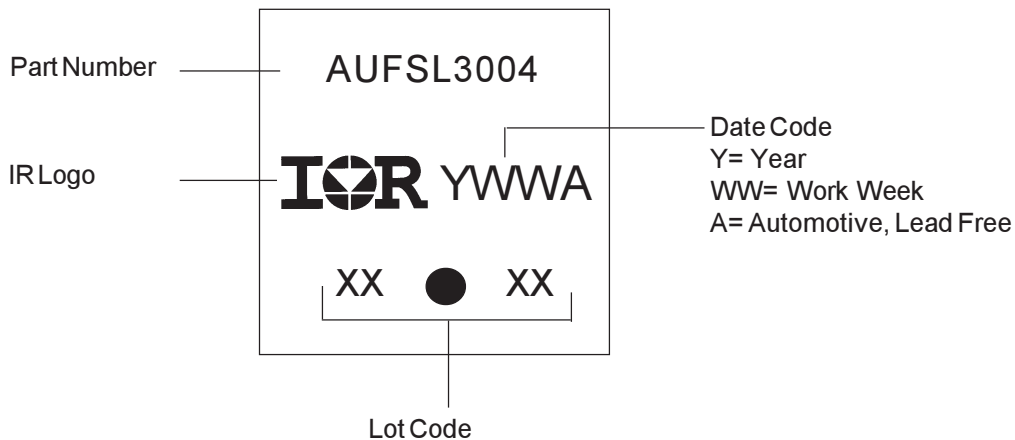 Part Number
AUFSL3004
IR Logo
IOR YWWA
Date Code
Y= Year
WW= Work Week
A= Automotive, Lead Free
XX ● XX
Lot Code